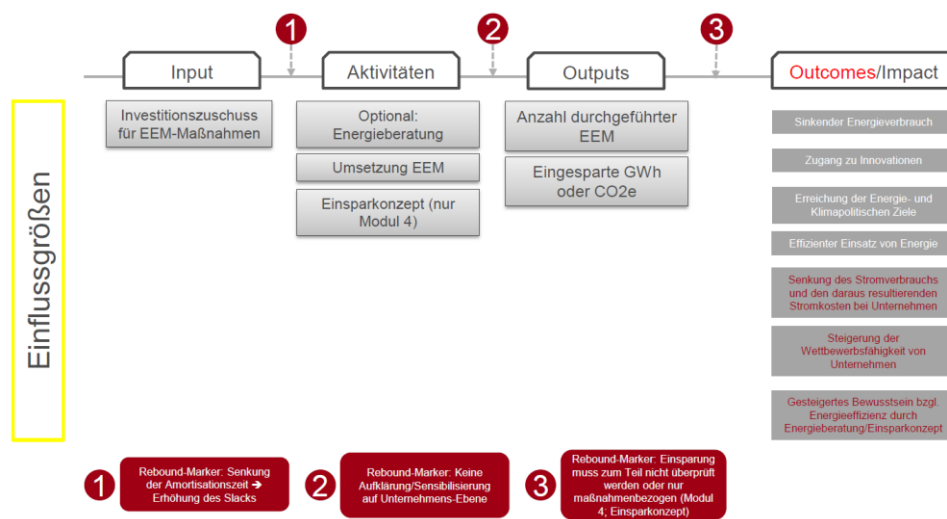 1
2
3
Input
Aktivitäten
Outputs
Outcomes/Impact
Einflussgrößen
Investitionszuschuss
für EEM-Maßnahmen
Optional:
Energieberatung
Umsetzung EEM
Einsparkonzept (nur
Modul 4)
Anzahl durchgeführter
EEM
Eingesparte GWh
oder CO2e
Sinkender Energieverbrauch
Zugang zu Innovationen
Erreichung der Energie- und
Klimapolitischen Ziele
Effizienter Einsatz von Energie
Senkung des Stromverbrauchs
und den daraus resultierenden
Stromkosten bei Unternehmen
Steigerung der
Wettbewerbsfähigkeit von
Unternehmen
Gesteigertes Bewusstsein bzgl.
Energieeffizienz durch
Energieberatung/Einsparkonzept
1
Rebound-Marker: Senkung
der Amortisationszeit ➔
Erhöhung des Slacks
2
Rebound-Marker: Keine
Aufklärung/Sensibilisierung
auf Unternehmens-Ebene
3
Rebound-Marker: Einsparung
muss zum Teil nicht überprüft
werden oder nur
maßnahmenbezogen (Modul
4; Einsparkonzept)